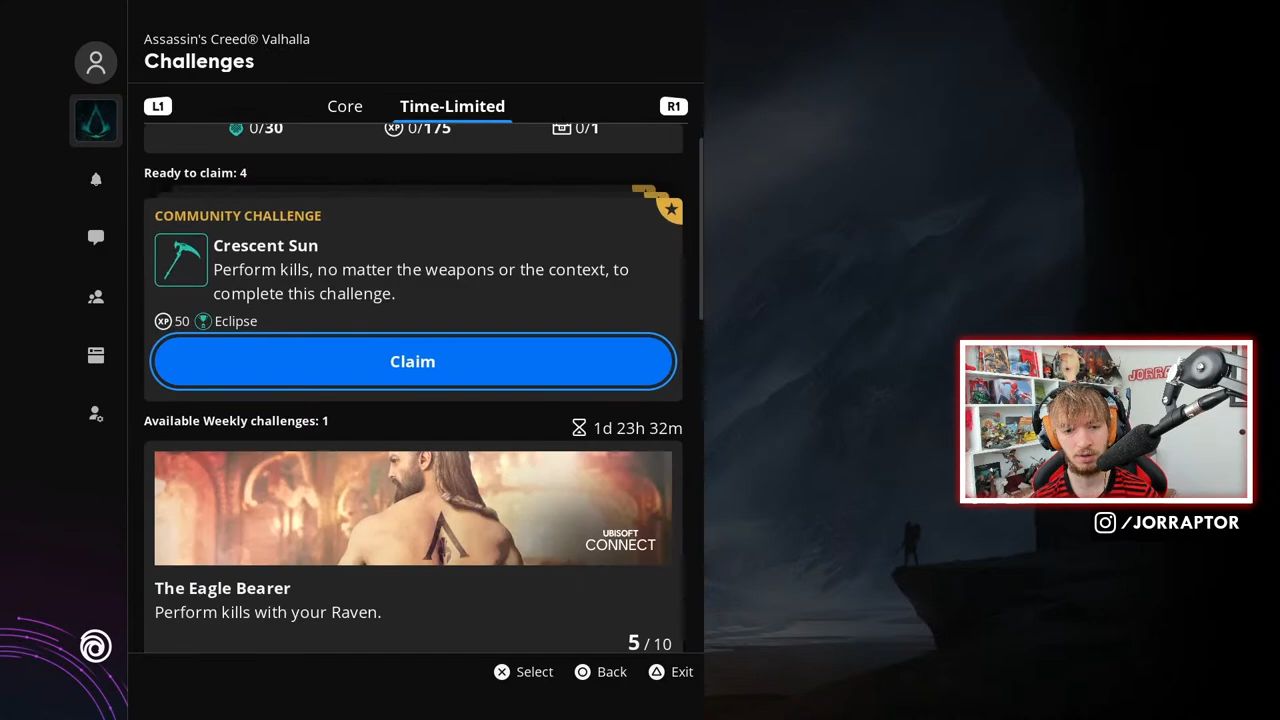 Assassin's Creed® Valhalla
Challenges
L1
Core
Time-Limited
R1
0/30
XP 0/175
0/1
Ready to claim: 4
COMMUNITY CHALLENGE
Crescent Sun
Perform kills, no matter the weapons or the context, to
complete this challenge.
XP 50 Eclipse
Claim
Available Weekly challenges: 1
1d 23h 32m
UBISOFT
CONNECT
The Eagle Bearer
Perform kills with your Raven.
5 / 10
Select
Back
Exit
JORRAPTOR
/JORRAPTOR